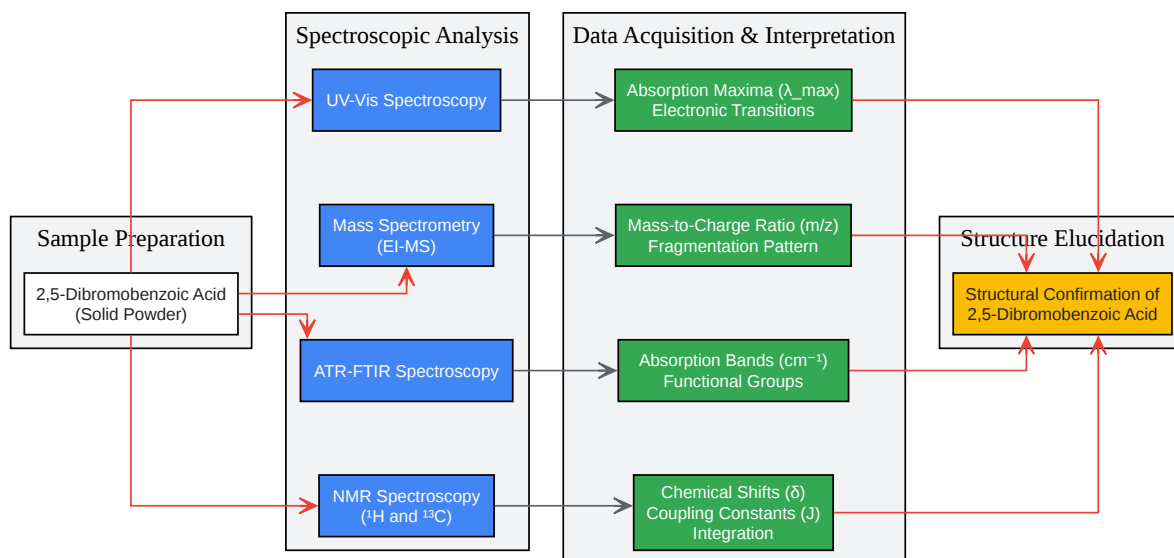 Spectroscopic Analysis
Data Acquisition & Interpretation
UV-Vis Spectroscopy
Absorption Maxima (λ_max)
Electronic Transitions
Sample Preparation
Mass Spectrometry
(EI-MS)
Mass-to-Charge Ratio (m/z)
Fragmentation Pattern
Structure Elucidation
2,5-Dibromobenzoic Acid
(Solid Powder)
Structural Confirmation of
2,5-Dibromobenzoic Acid
ATR-FTIR Spectroscopy
Absorption Bands (cm⁻¹)
Functional Groups
NMR Spectroscopy
(¹H and ¹³C)
Chemical Shifts (δ)
Coupling Constants (J)
Integration